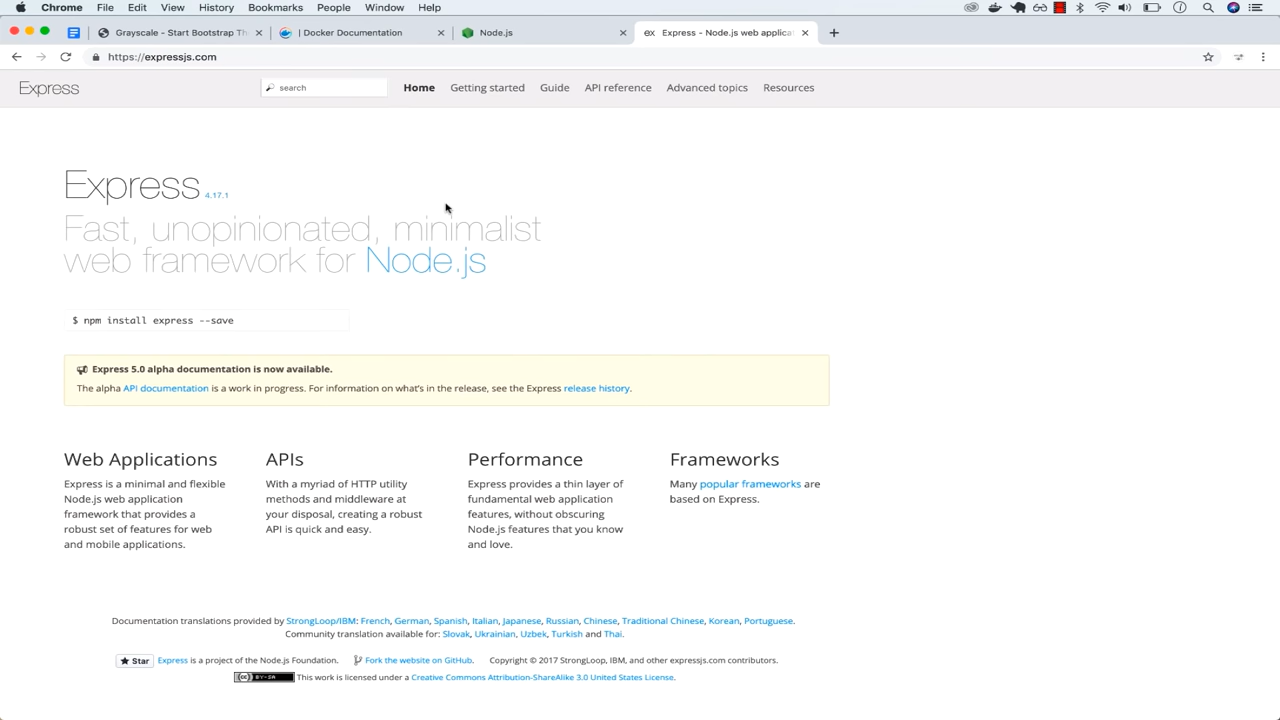 Chrome File Edit View History Bookmarks People Window Help
Grayscale - Start Bootstrap Th
| Docker Documentation
Node.js
ex Express - Node.js web applicat
https://expressjs.com
Express
search
Home Getting started Guide API reference Advanced topics Resources
Express 4.17.1
Fast, unopinionated, minimalist
web framework for Node.js
$ npm install express --save
Express 5.0 alpha documentation is now available.
The alpha API documentation is a work in progress. For information on what's in the release, see the Express release history.
Web Applications
Express is a minimal and flexible
Node.js web application
framework that provides a
robust set of features for web
and mobile applications.
APIs
With a myriad of HTTP utility
methods and middleware at
your disposal, creating a robust
API is quick and easy.
Performance
Express provides a thin layer of
fundamental web application
features, without obscuring
Node.js features that you know
and love.
Frameworks
Many popular frameworks are
based on Express.
Documentation translations provided by StrongLoop/IBM: French, German, Spanish, Italian, Japanese, Russian, Chinese, Traditional Chinese, Korean, Portuguese.
Community translation available for: Slovak, Ukrainian, Uzbek, Turkish and Thai.
Star Express is a project of the Node.js Foundation. Fork the website on GitHub. Copyright © 2017 StrongLoop, IBM, and other expressjs.com contributors.
(cc) BY-SA This work is licensed under a Creative Commons Attribution-ShareAlike 3.0 United States License.